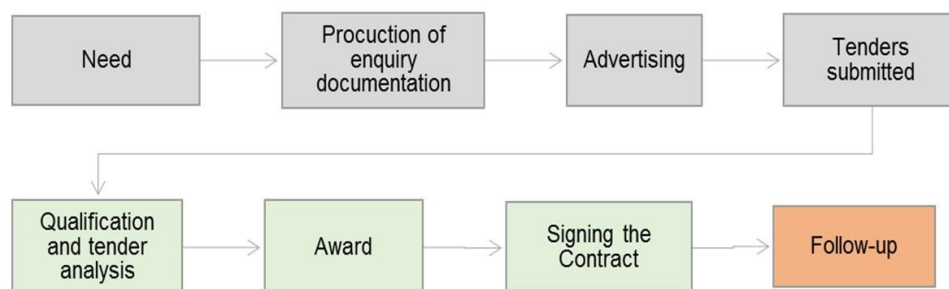 Need
Procuction of
enquiry
documentation
Advertising
Tenders
submitted
Qualification
and tender
analysis
Award
Signing the
Contract
Follow-up